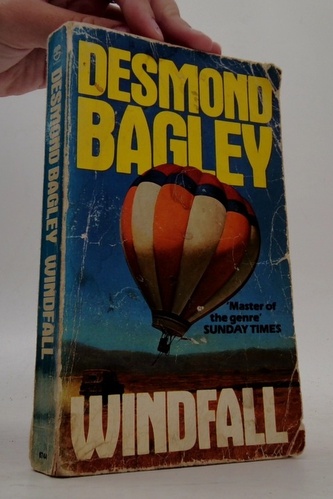 DESMOND
BAGLEY
'Master of
the genre'
SUNDAY TIMES
WINDFALL
DESMOND BAGLEY WINDFALL